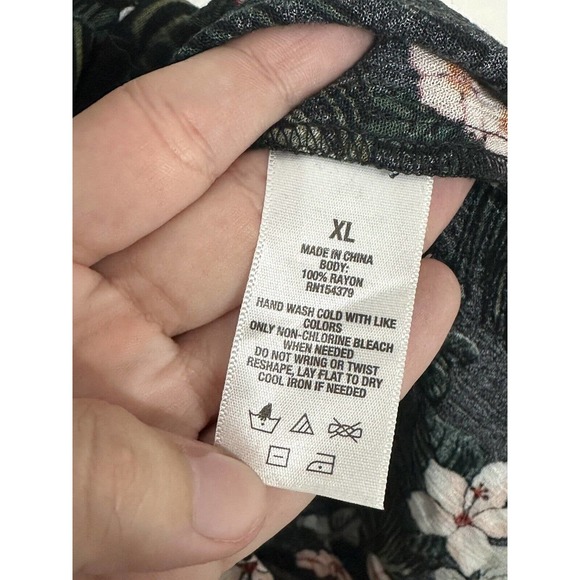 XL
MADE IN CHINA
BODY:
100% RAYON
RN154379
HAND WASH COLD WITH LIKE
COLORS
ONLY NON-CHLORINE BLEACH
WHEN NEEDED
DO NOT WRING OR TWIST
RESHAPE, LAY FLAT TO DRY
COOL IRON IF NEEDED